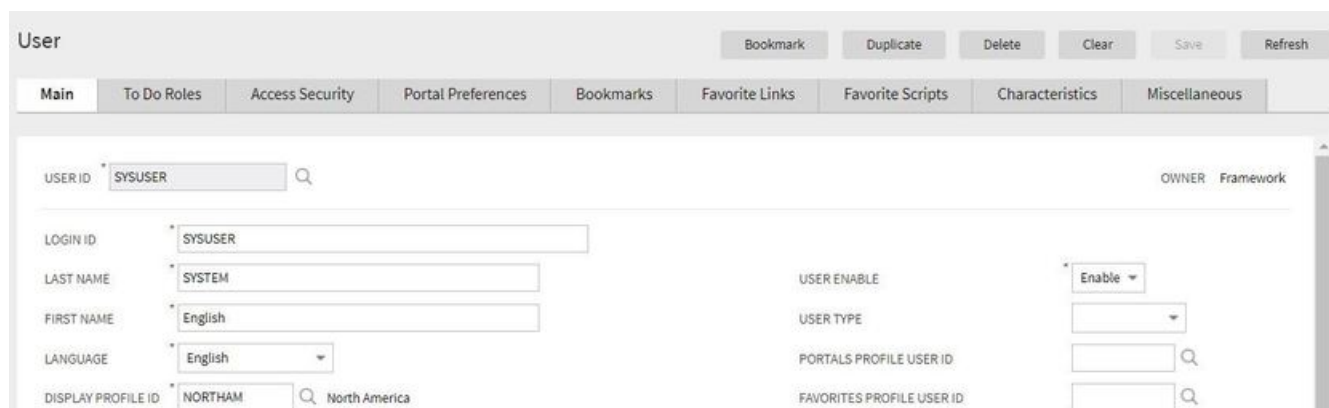 User Bookmark Duplicate Delete Clear Save Refresh
Main To Do Roles Access Security Portal Preferences Bookmarks Favorite Links Favorite Scripts Characteristics Miscellaneous
USER ID * SYSUSER OWNER Framework
LOGIN ID * SYSUSER
LAST NAME * SYSTEM USER ENABLE * Enable
FIRST NAME * English USER TYPE
LANGUAGE * English PORTALS PROFILE USER ID
DISPLAY PROFILE ID * NORTHAM North America FAVORITES PROFILE USER ID